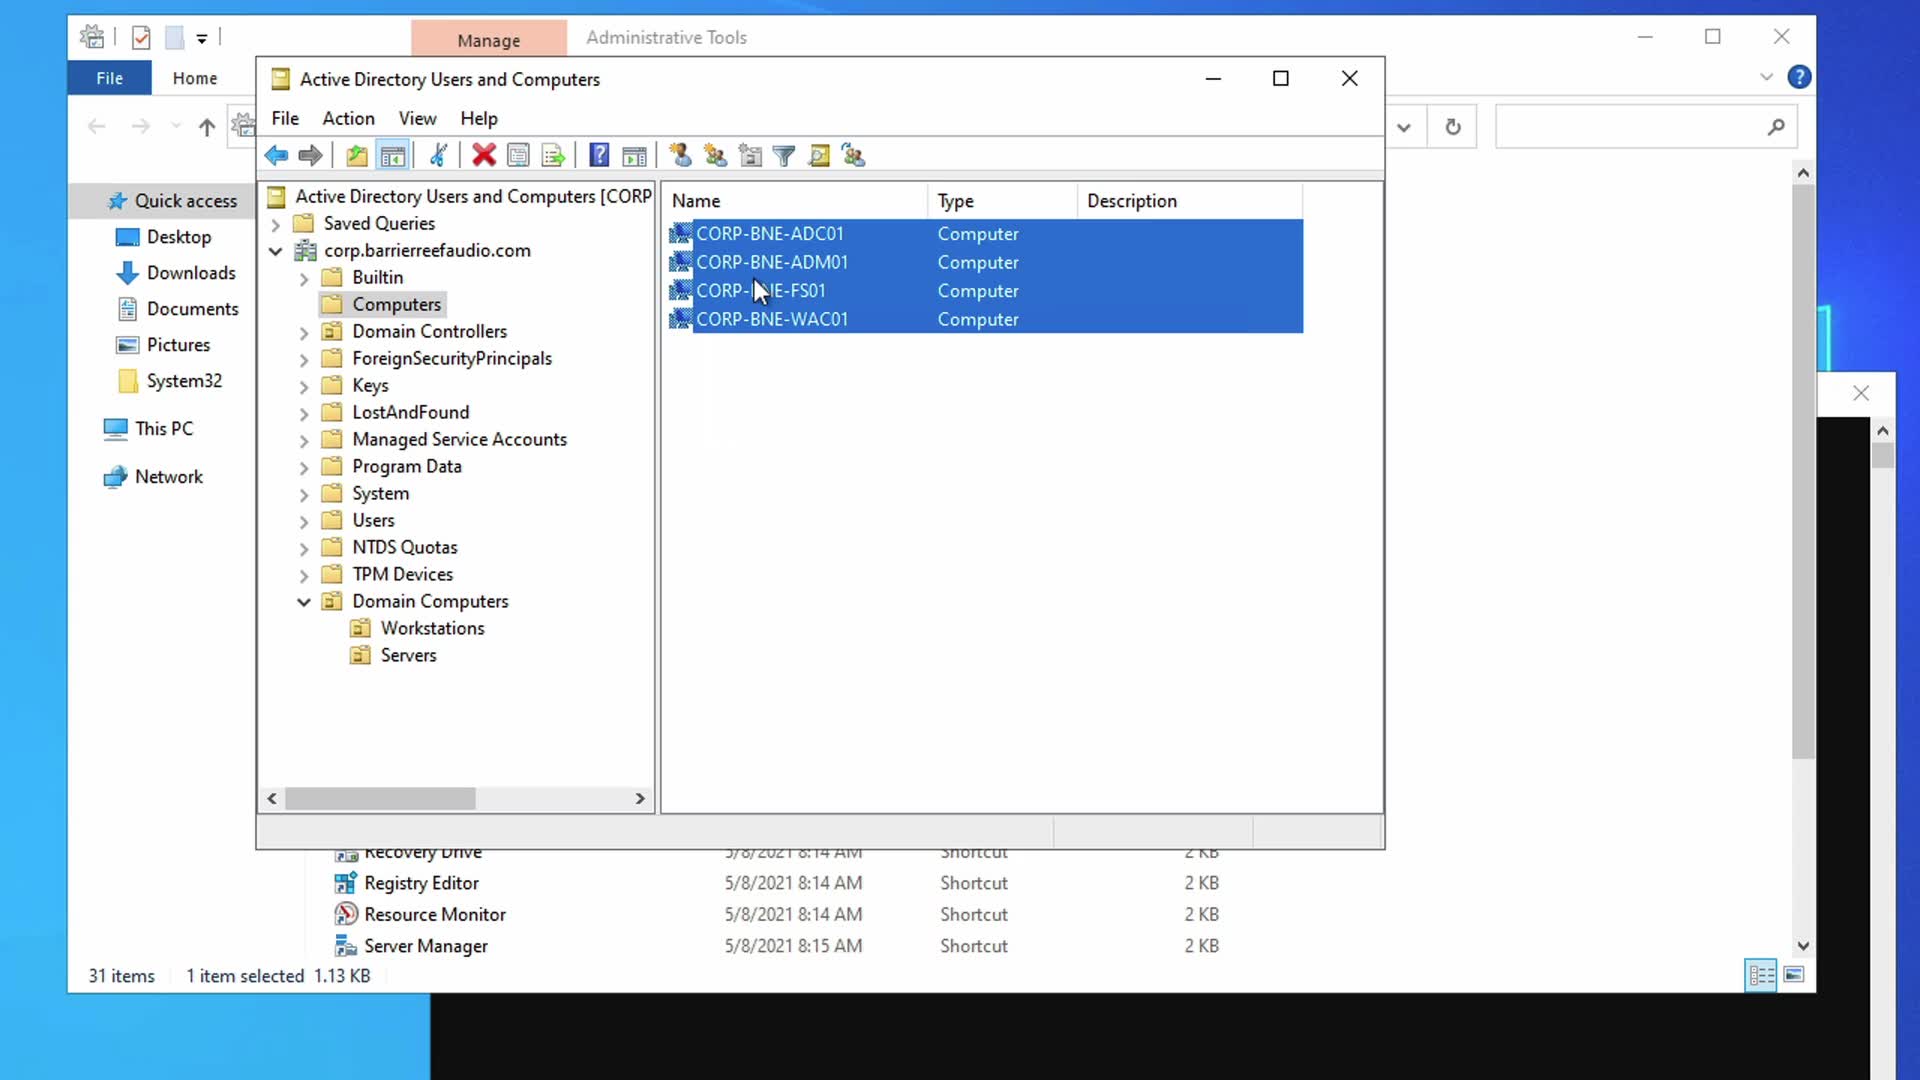 Manage
Administrative Tools
File
Home
Active Directory Users and Computers
File Action View Help
Quick access
Desktop
Downloads
Documents
Pictures
System32
This PC
Network
Active Directory Users and Computers [CORP
Saved Queries
corp.barrierreefaudio.com
Builtin
Computers
Domain Controllers
ForeignSecurityPrincipals
Keys
LostAndFound
Managed Service Accounts
Program Data
System
Users
NTDS Quotas
TPM Devices
Domain Computers
Workstations
Servers
Name Type Description
CORP-BNE-ADC01 Computer
CORP-BNE-ADM01 Computer
CORP-BNE-FS01 Computer
CORP-BNE-WAC01 Computer
Recovery Drive 5/8/2021 8:14 AM Shortcut 2 KB
Registry Editor 5/8/2021 8:14 AM Shortcut 2 KB
Resource Monitor 5/8/2021 8:14 AM Shortcut 2 KB
Server Manager 5/8/2021 8:15 AM Shortcut 2 KB
31 items 1 item selected 1.13 KB